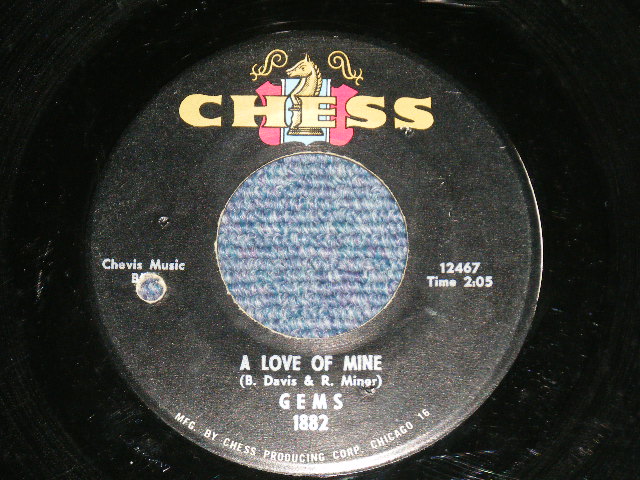 CHESS
Chevis Music
12467
Time 2:05
A LOVE OF MINE
(B. Davis & R. Miner)
GEMS
1882
MFG. BY CHESS PRODUCING CORP. CHICAGO 16